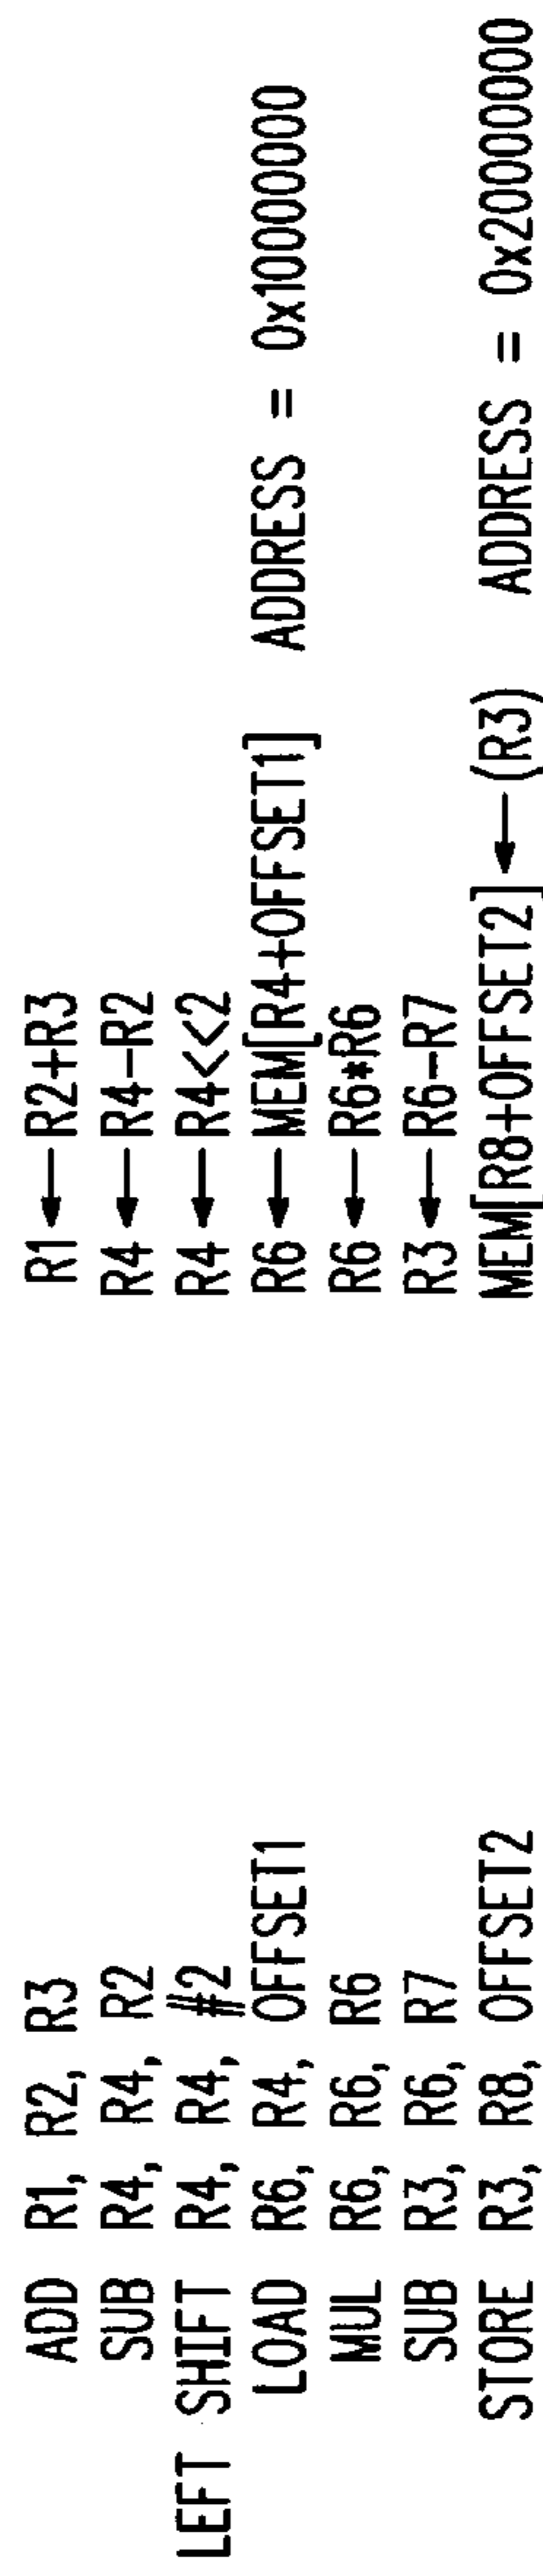 ADD R1, R2, R3 R1 ← R2+R3
SUB R4, R4, R2 R4 ← R4-R2
LEFT SHIFT R4, R4, #2 R4 ← R4<<2
LOAD R6, R4, OFFSET1 R6 ← MEM[R4+OFFSET1] ADDRESS = 0x10000000
MUL R6, R6, R6 R6 ← R6*R6
SUB R3, R6, R7 R3 ← R6-R7
STORE R3, R8, OFFSET2 MEM[R8+OFFSET2] ← (R3) ADDRESS = 0x20000000